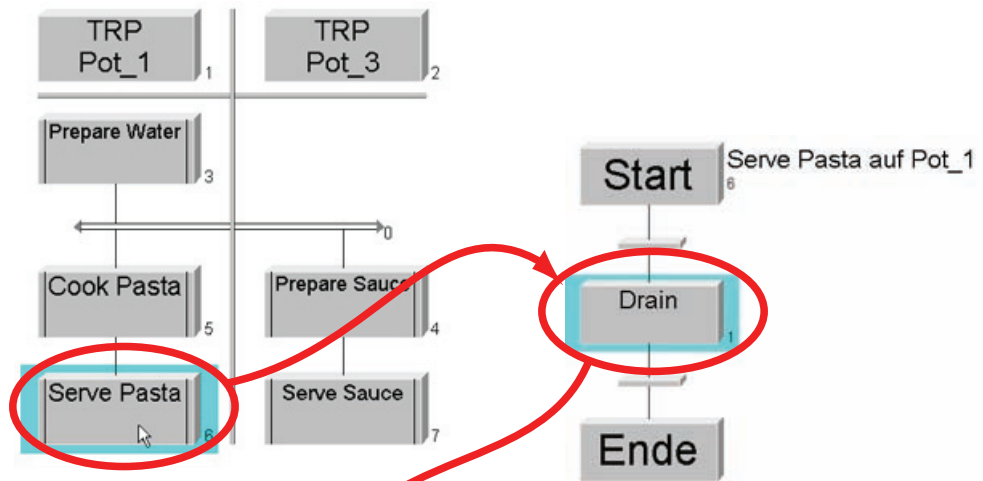 TRP
Pot_1
1
TRP
Pot_3
2
Prepare Water
3
0
Cook Pasta
5
Prepare Sauce
4
Serve Pasta
6
Serve Sauce
7
Start
Serve Pasta auf Pot_1
6
Drain
1
Ende